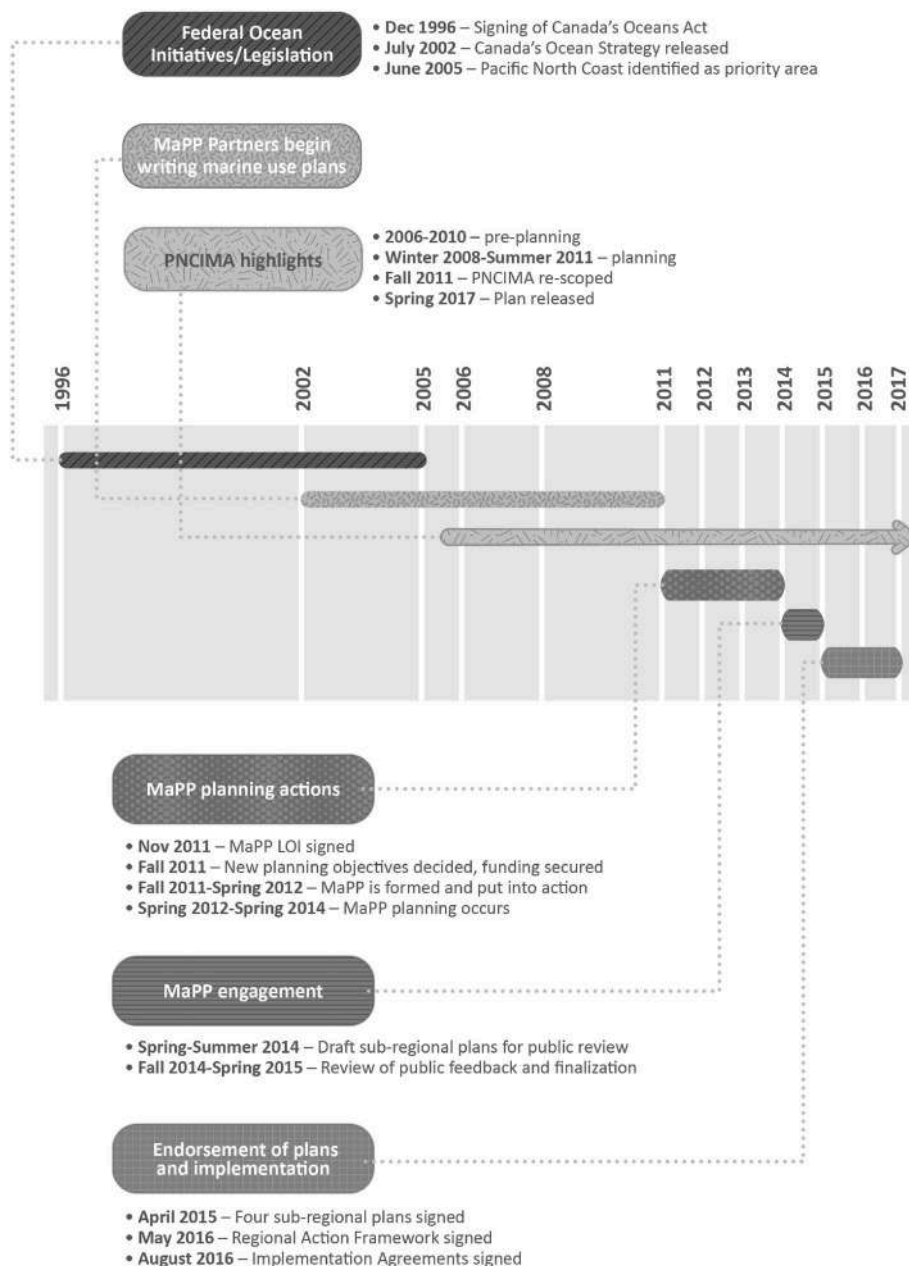 Federal Ocean
Initiatives/Legislation
• Dec 1996 – Signing of Canada’s Oceans Act
• July 2002 – Canada’s Ocean Strategy released
• June 2005 – Pacific North Coast identified as priority area
MaPP Partners begin
writing marine use plans
PNCIMA highlights
• 2006-2010 – pre-planning
• Winter 2008-Summer 2011 – planning
• Fall 2011 – PNCIMA re-scoped
• Spring 2017 – Plan released
1996
2002
2005
2006
2008
2011
2012
2013
2014
2015
2016
2017
MaPP planning actions
• Nov 2011 – MaPP LOI signed
• Fall 2011 – New planning objectives decided, funding secured
• Fall 2011-Spring 2012 – MaPP is formed and put into action
• Spring 2012-Spring 2014 – MaPP planning occurs
MaPP engagement
• Spring-Summer 2014 – Draft sub-regional plans for public review
• Fall 2014-Spring 2015 – Review of public feedback and finalization
Endorsement of plans
and implementation
• April 2015 – Four sub-regional plans signed
• May 2016 – Regional Action Framework signed
• August 2016 – Implementation Agreements signed